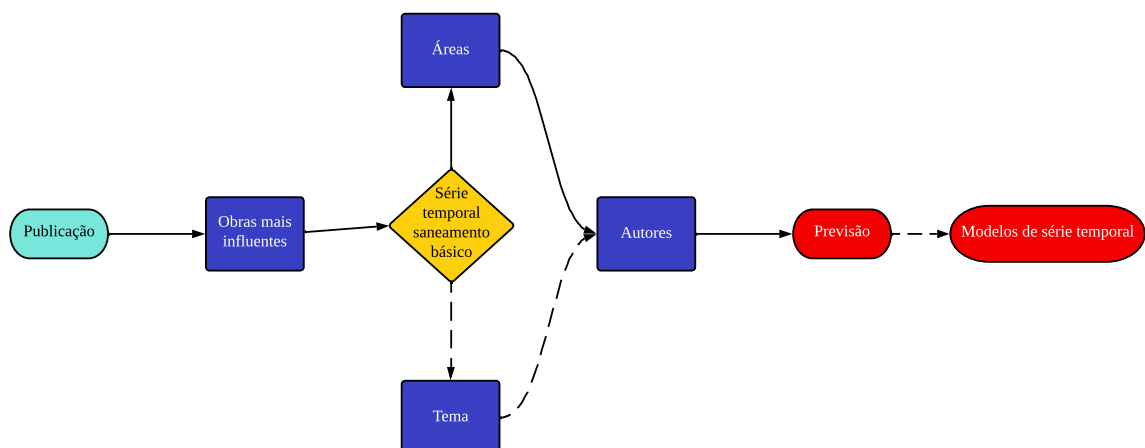 Áreas
Série
temporal
saneamento
básico
Publicação
Obras mais
influentes
Autores
Previsão
Modelos de série temporal
Tema